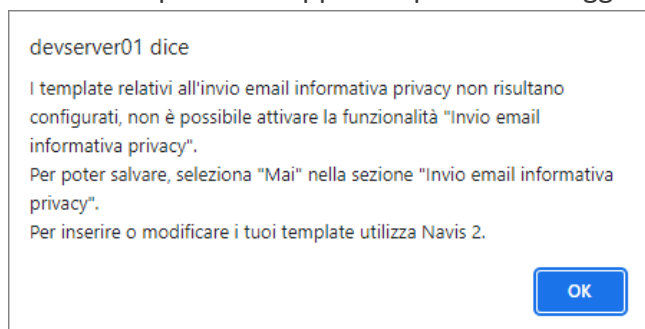 devserver01 dice
I template relativi all'invio email informativa privacy non risultano
configurati, non è possibile attivare la funzionalità "Invio email
informativa privacy".
Per poter salvare, seleziona "Mai" nella sezione "Invio email informativa
privacy".
Per inserire o modificare i tuoi template utilizza Navis 2.
OK